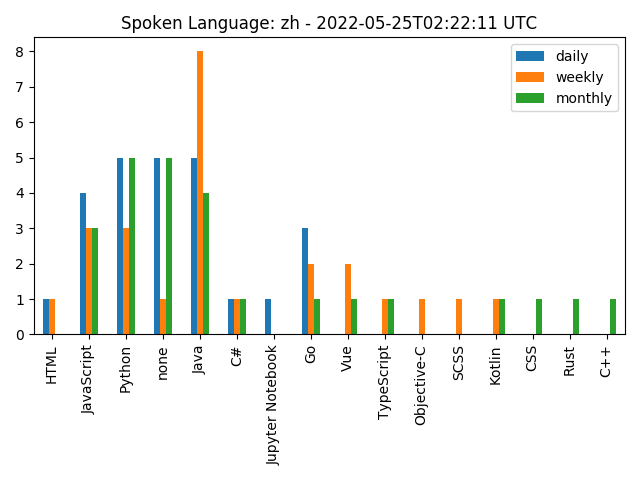 Spoken Language: zh - 2022-05-25T02:22:11 UTC
daily
weekly
monthly
8
7
6
5
4
3
2
1
0
HTML
JavaScript
Python
none
Java
C#
Jupyter Notebook
Go
Vue
TypeScript
Objective-C
SCSS
Kotlin
CSS
Rust
C++